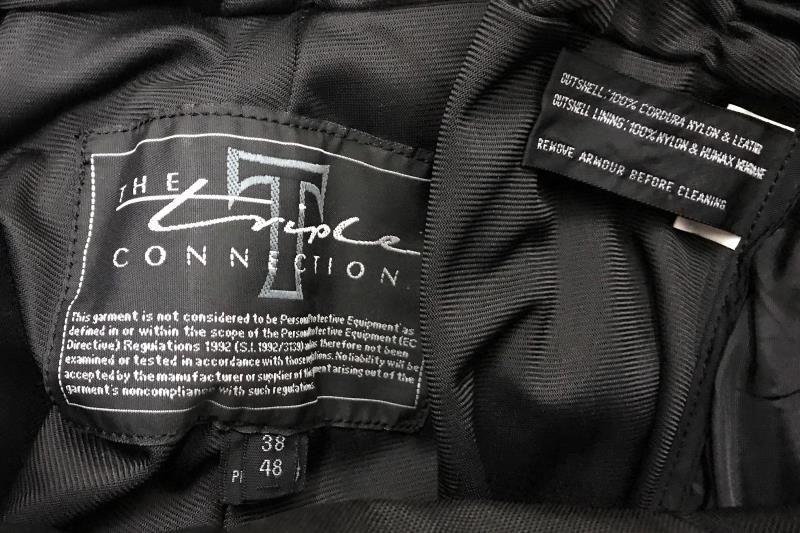 THE
triple
CONNECTION
T
This garment is not considered to be Personal Protective Equipment as
defined in or within the scope of the Personal Protective Equipment (EC
Directive) Regulations 1992 (S.I. 1992/3139) and has therefore not been
examined or tested in accordance with those regulations. No liability will be
accepted by the manufacturer or supplier of the garment arising out of the
garment's noncompliance with such regulations.
38
48
OUTSHELL: 100% CORDURA NYLON & LEATHER
OUTSHELL LINING: 100% NYLON & HUMAX MEMBRANE
REMOVE ARMOUR BEFORE CLEANING